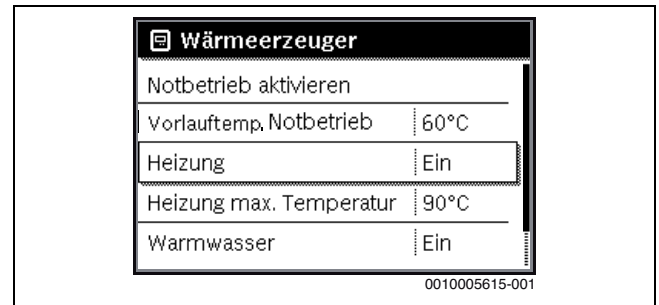 Wärmeerzeuger
Notbetrieb aktivieren
Vorlauftemp. Notbetrieb 60°C
Heizung Ein
Heizung max. Temperatur 90°C
Warmwasser Ein
0010005615-001